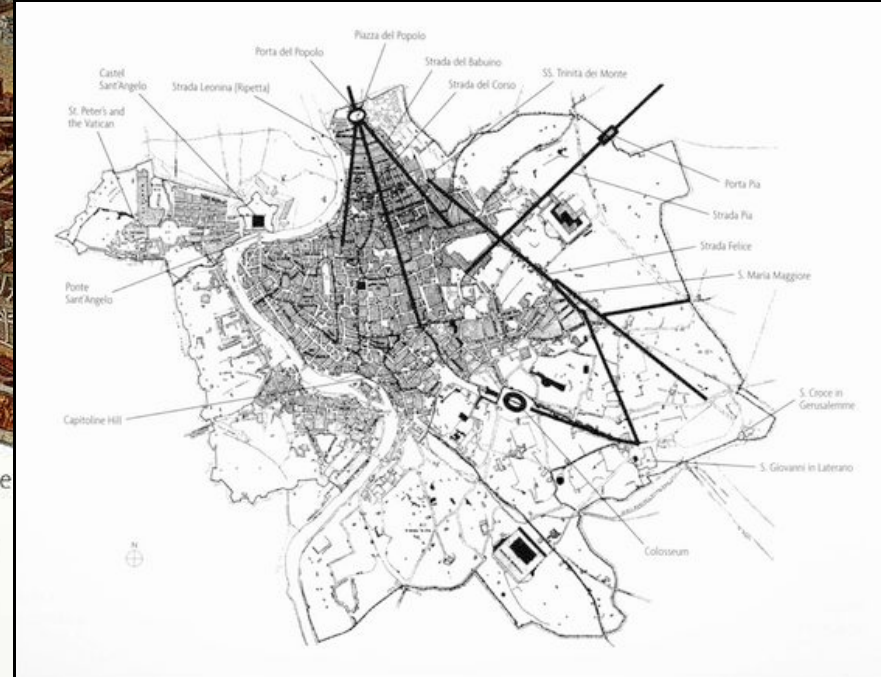 Piazza del Popolo
Porta del Popolo
Strada del Babuino
Castel
Sant'Angelo
Strada Leonina (Ripetta)
Strada del Corso
SS. Trinita dei Monte
St. Peter's and
the Vatican
Porta Pia
Strada Pia
Strada Felice
S. Maria Maggiore
Ponte
Sant'Angelo
S. Croce in
Gerusalemme
Capitoline Hill
S. Giovanni in Laterano
Colosseum
N
e